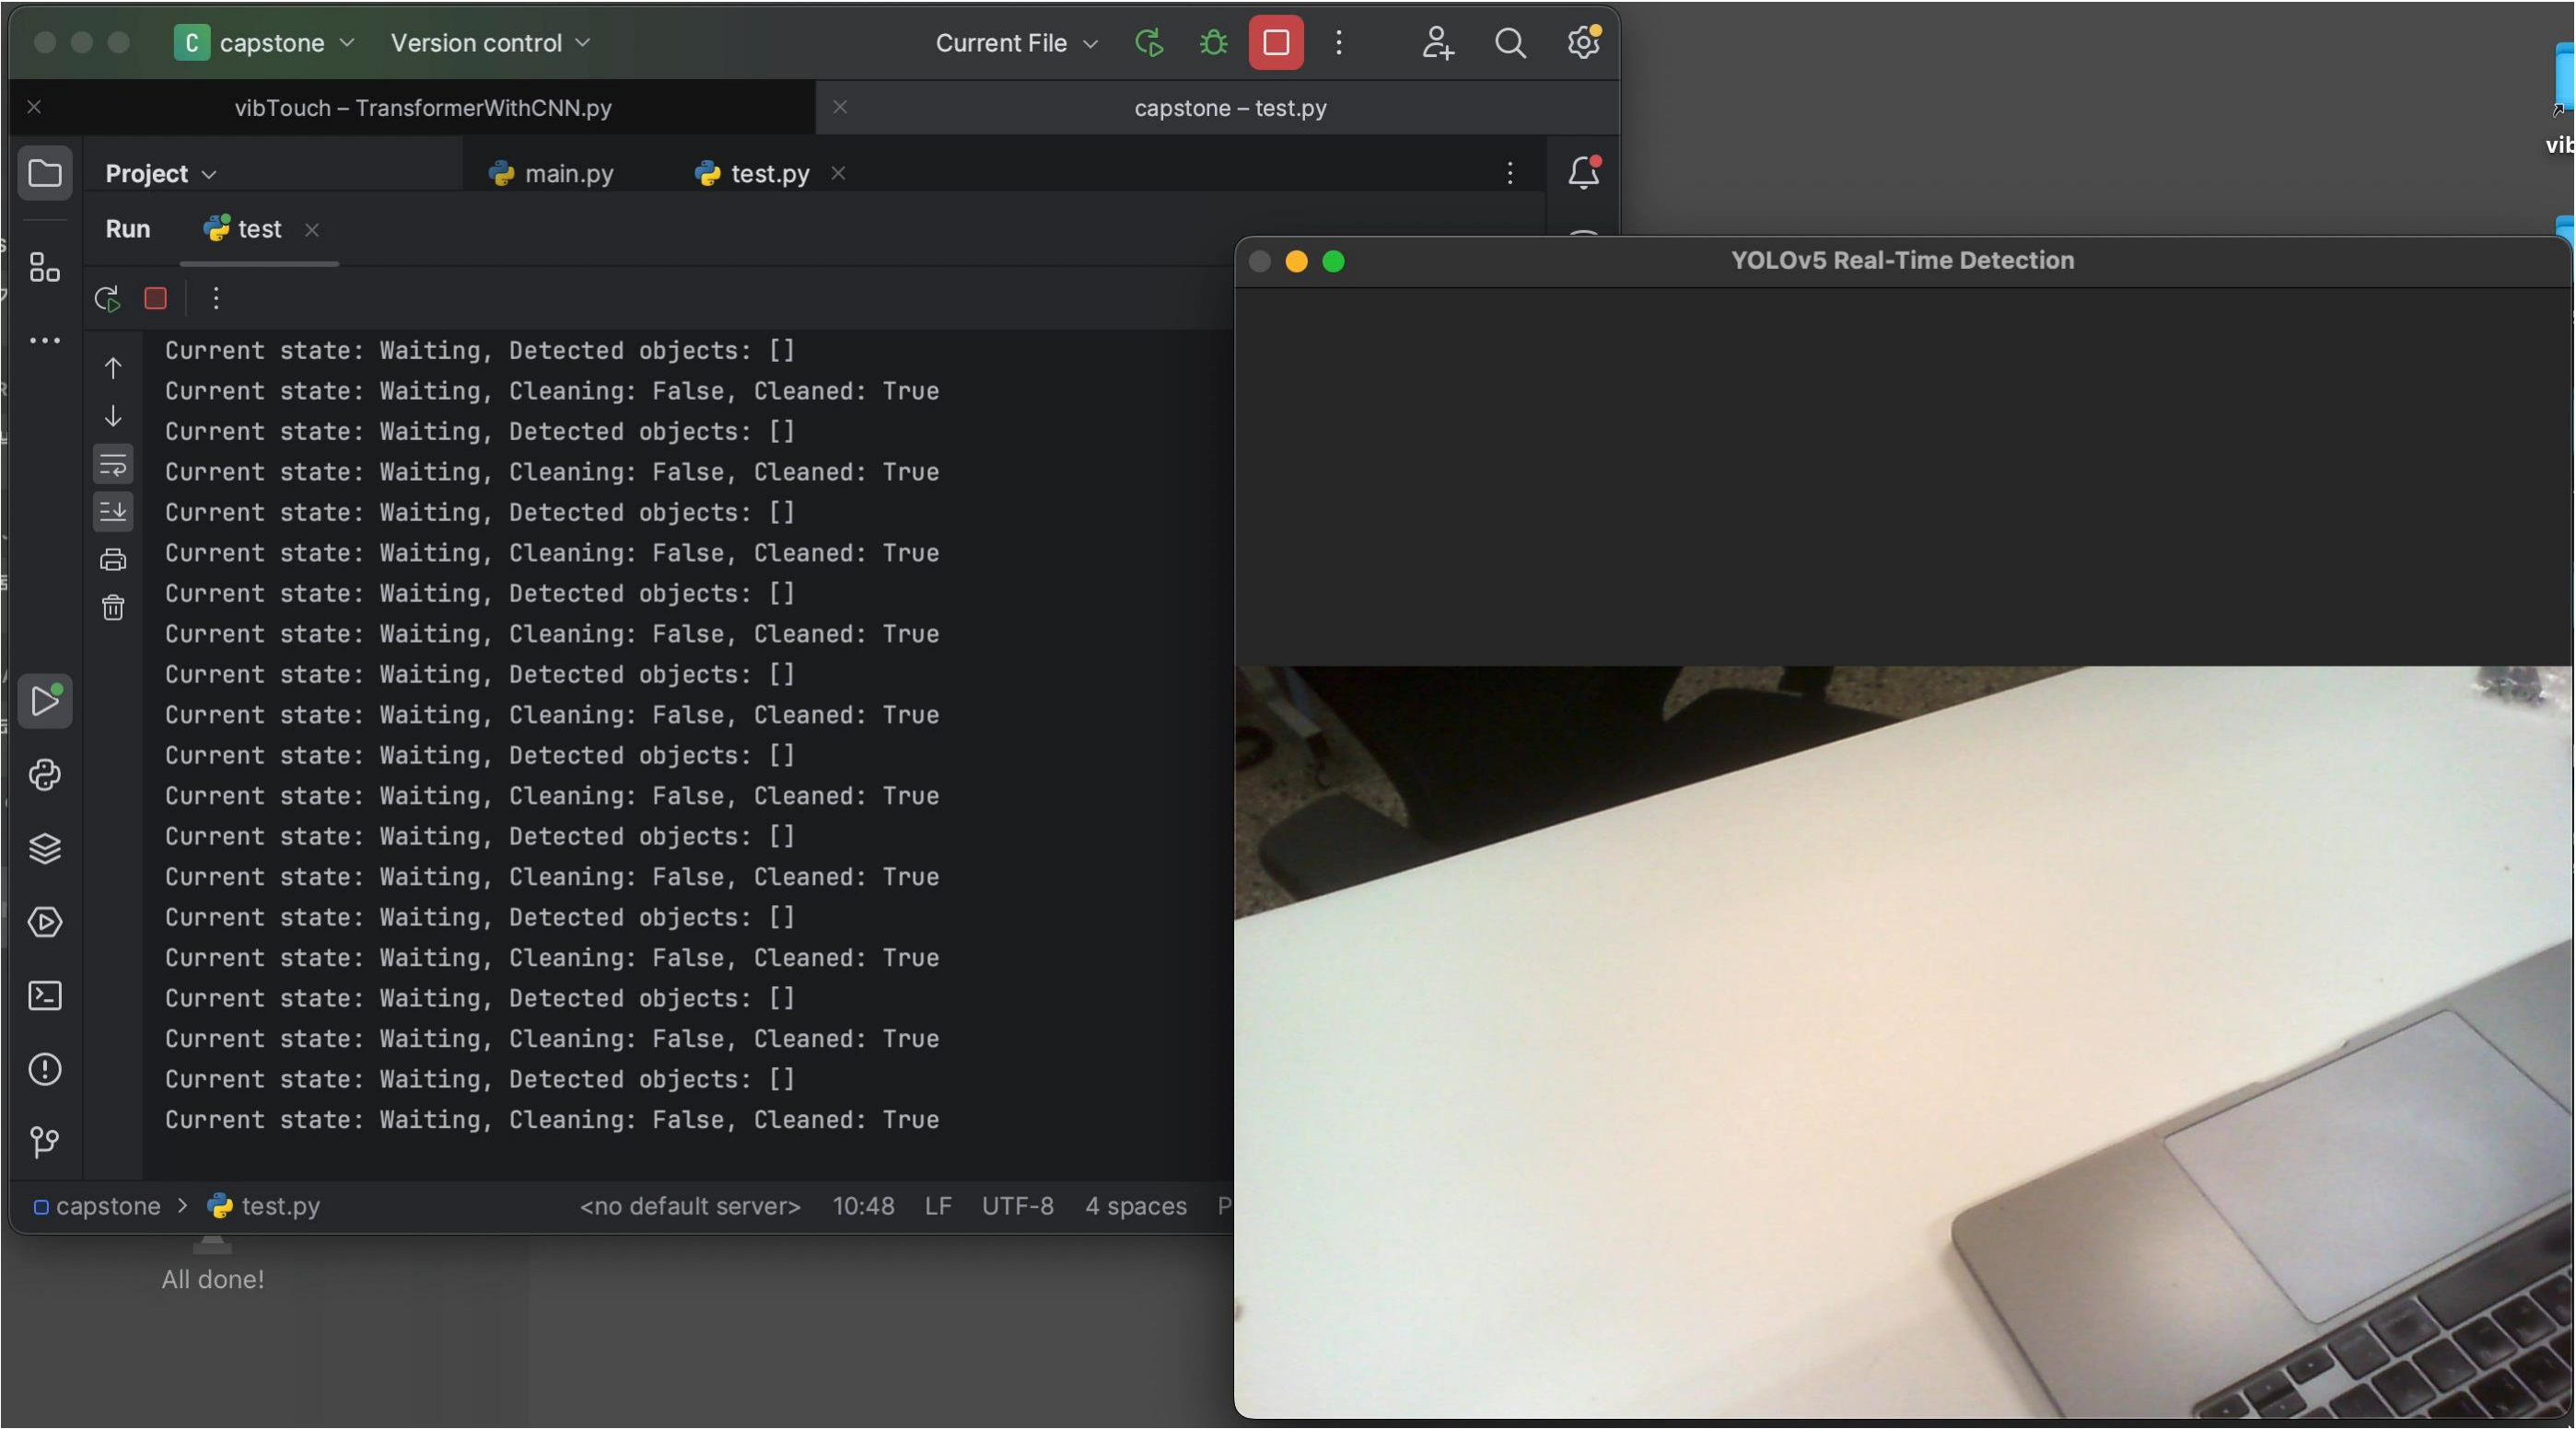 C capstone Version control Current File
vibTouch – TransformerWithCNN.py capstone – test.py
Project main.py test.py
Run test
YOLOv5 Real-Time Detection
Current state: Waiting, Detected objects: []
Current state: Waiting, Cleaning: False, Cleaned: True
Current state: Waiting, Detected objects: []
Current state: Waiting, Cleaning: False, Cleaned: True
Current state: Waiting, Detected objects: []
Current state: Waiting, Cleaning: False, Cleaned: True
Current state: Waiting, Detected objects: []
Current state: Waiting, Cleaning: False, Cleaned: True
Current state: Waiting, Detected objects: []
Current state: Waiting, Cleaning: False, Cleaned: True
Current state: Waiting, Detected objects: []
Current state: Waiting, Cleaning: False, Cleaned: True
Current state: Waiting, Detected objects: []
Current state: Waiting, Cleaning: False, Cleaned: True
Current state: Waiting, Detected objects: []
Current state: Waiting, Cleaning: False, Cleaned: True
Current state: Waiting, Detected objects: []
Current state: Waiting, Cleaning: False, Cleaned: True
Current state: Waiting, Detected objects: []
Current state: Waiting, Cleaning: False, Cleaned: True
capstone > test.py <no default server> 10:48 LF UTF-8 4 spaces
All done!